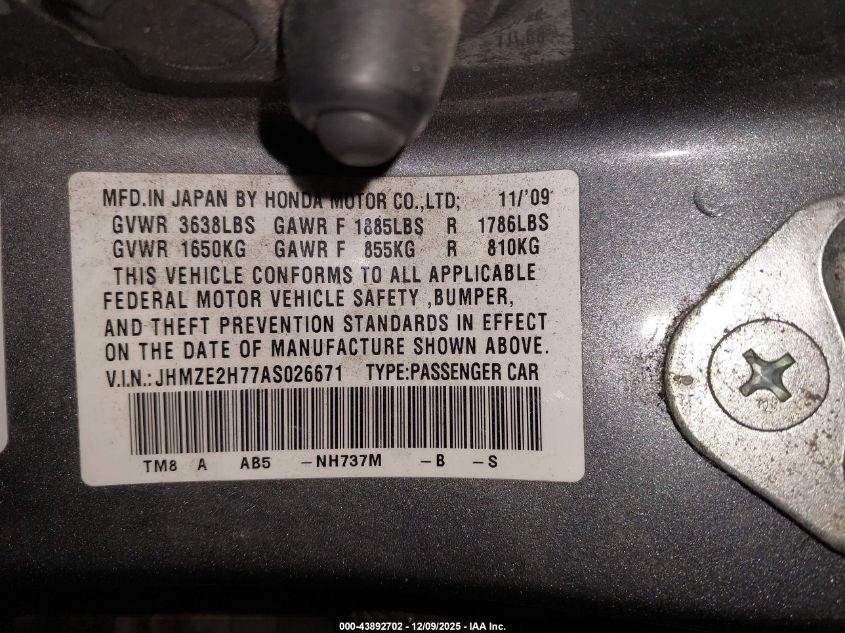 MFD.IN JAPAN BY HONDA MOTOR CO.,LTD; 11/'09
GVWR 3638LBS GAWR F 1885LBS R 1786LBS
GVWR 1650KG GAWR F 855KG R 810KG
THIS VEHICLE CONFORMS TO ALL APPLICABLE
FEDERAL MOTOR VEHICLE SAFETY ,BUMPER,
AND THEFT PREVENTION STANDARDS IN EFFECT
ON THE DATE OF MANUFACTURE SHOWN ABOVE.
V.I.N.:JHMZE2H77AS026671 TYPE:PASSENGER CAR
TM8 A AB5 -NH737M -B -S
000-43892702 - 12/09/2025 - IAA Inc.